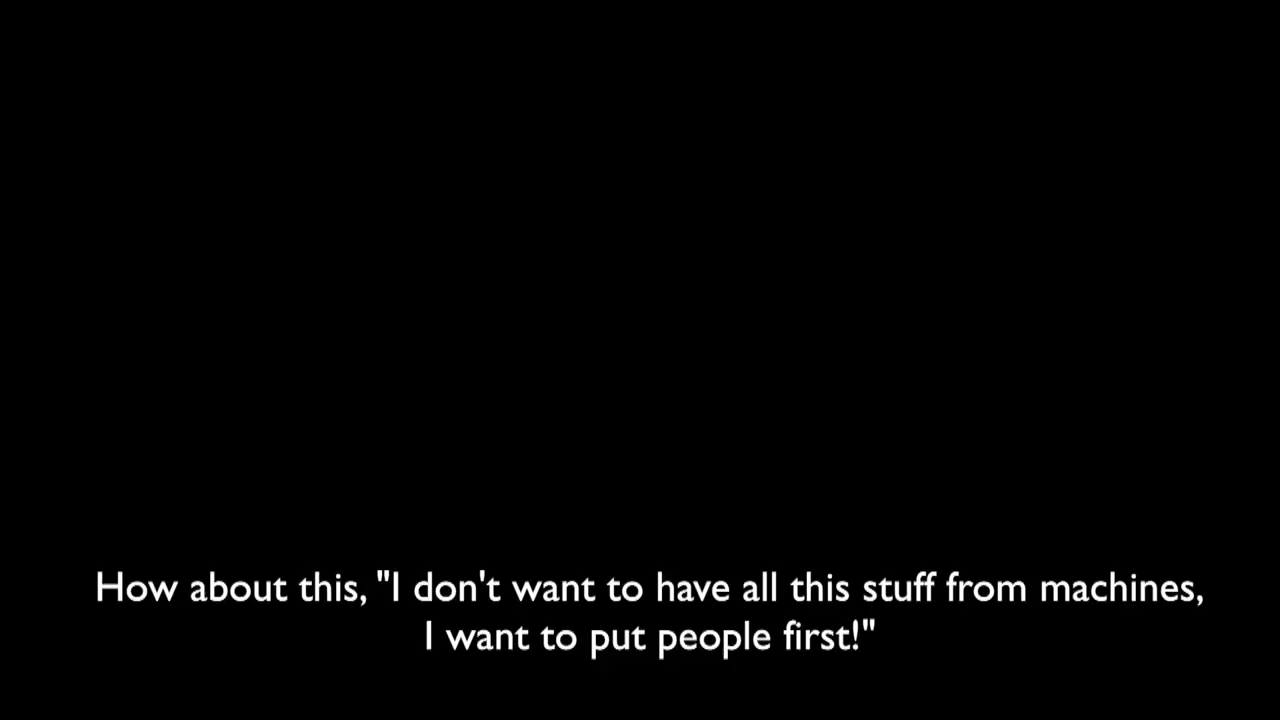 How about this, "I don't want to have all this stuff from machines,
I want to put people first!"